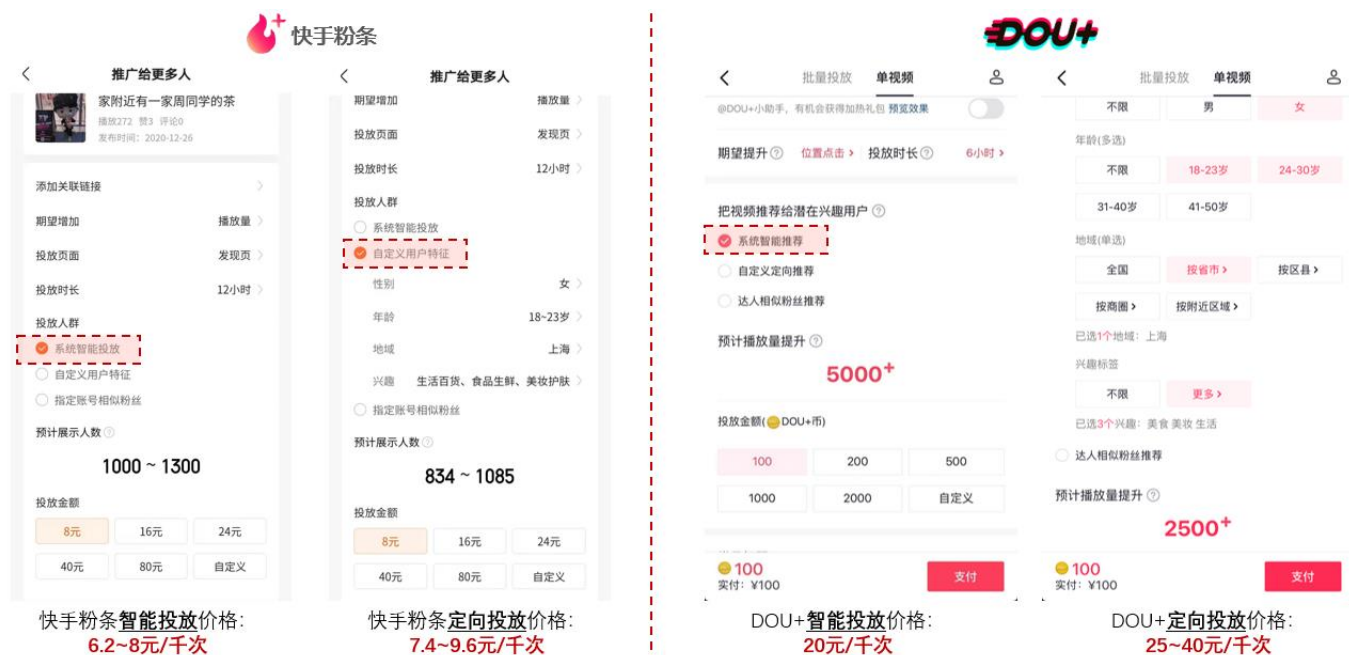 快手粉条
推广给更多人
家附近有一家周同学的茶
播放272 赞3 评论0
发布时间：2020-12-26
添加关联链接
期望增加 播放量
投放页面 发现页
投放时长 12小时
投放人群
系统智能投放
自定义用户特征
指定账号相似粉丝
预计展示人数
1000 ~ 1300
投放金额
8元 16元 24元
40元 80元 自定义
快手粉条智能投放价格：
6.2~8元/千次
推广给更多人
期望增加 播放量
投放页面 发现页
投放时长 12小时
投放人群
系统智能投放
自定义用户特征
性别 女
年龄 18~23岁
地域 上海
兴趣 生活百货、食品生鲜、美妆护肤
指定账号相似粉丝
预计展示人数
834 ~ 1085
投放金额
8元 16元 24元
40元 80元 自定义
快手粉条定向投放价格：
7.4~9.6元/千次
DOU+
批量投放 单视频
@DOU+小助手，有机会获得加热礼包 预览效果
期望提升 位置点击 投放时长 6小时
把视频推荐给潜在兴趣用户
系统智能推荐
自定义定向推荐
达人相似粉丝推荐
预计播放量提升
5000+
投放金额(DOU+币)
100 200 500
1000 2000 自定义
100
实付：¥100
支付
DOU+智能投放价格：
20元/千次
批量投放 单视频
不限 男 女
年龄(多选)
不限 18-23岁 24-30岁
31-40岁 41-50岁
地域(单选)
全国 按省市 按区县
按商圈 按附近区域
已选1个地域：上海
兴趣标签
不限 更多
已选3个兴趣：美食 美妆 生活
达人相似粉丝推荐
预计播放量提升
2500+
100
实付：¥100
支付
DOU+定向投放价格：
25~40元/千次